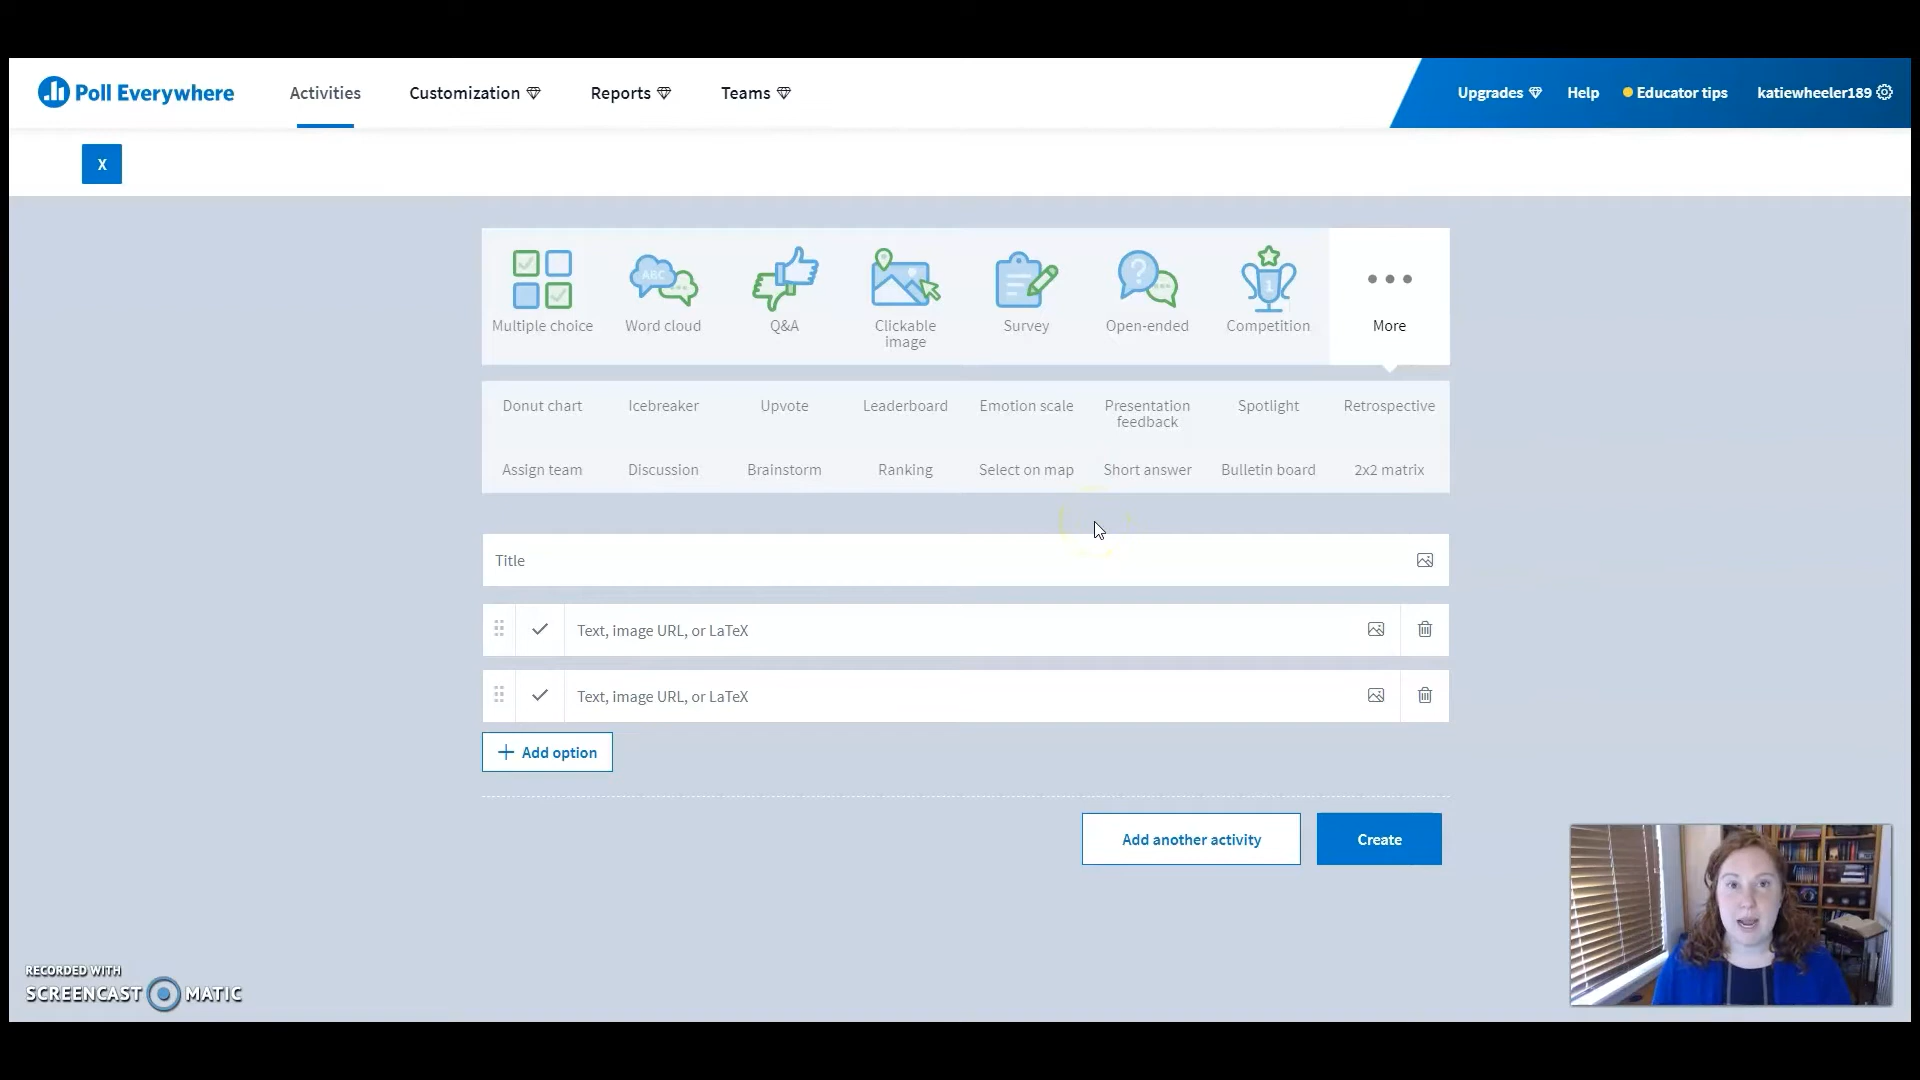 Poll Everywhere
Activities
Customization
Reports
Teams
Upgrades
Help
Educator tips
katiewheeler189
X
Multiple choice
Word cloud
Q&A
Clickable
image
Survey
Open-ended
Competition
More
ABC
?
1
Donut chart
Icebreaker
Upvote
Leaderboard
Emotion scale
Presentation
feedback
Spotlight
Retrospective
Assign team
Discussion
Brainstorm
Ranking
Select on map
Short answer
Bulletin board
2x2 matrix
Title
Text, image URL, or LaTeX
Text, image URL, or LaTeX
Add option
Add another activity
Create
RECORDED WITH
SCREENCAST MATIC